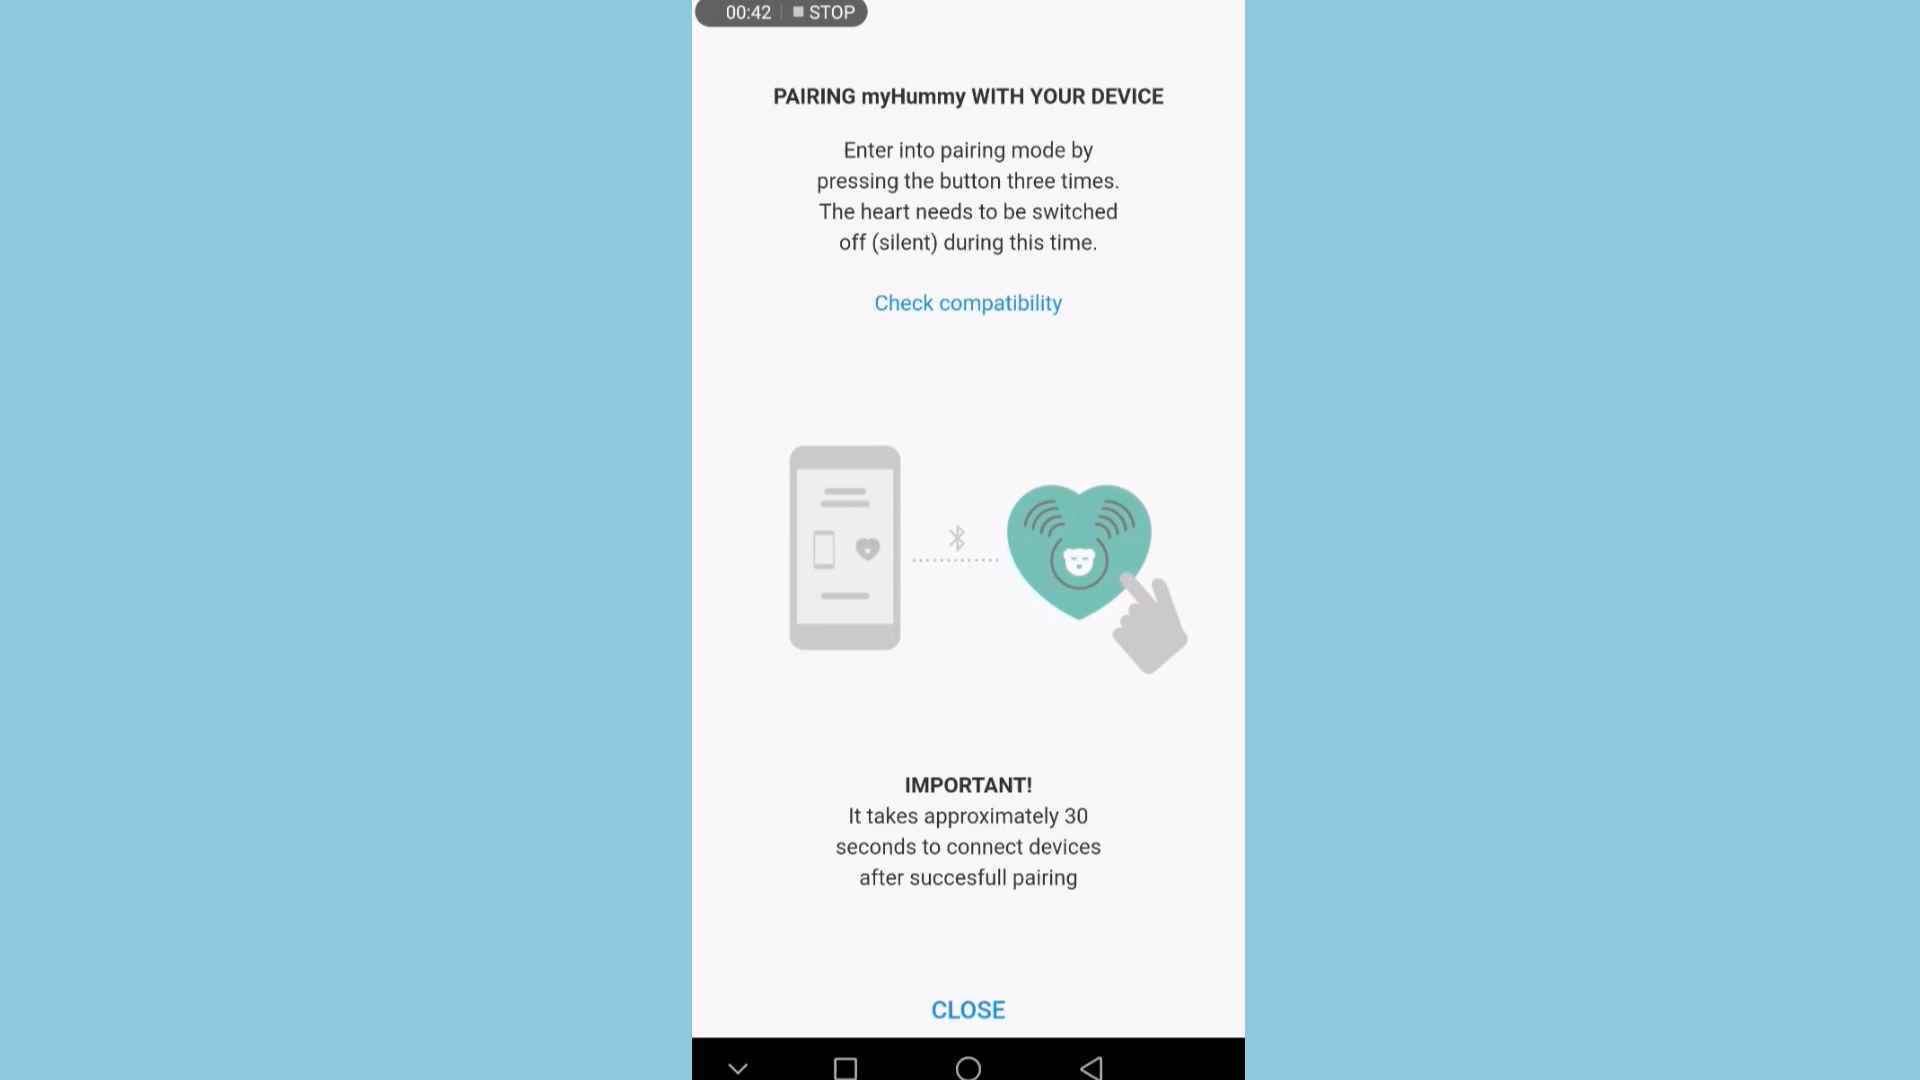 00:42 STOP
PAIRING myHummy WITH YOUR DEVICE
Enter into pairing mode by
pressing the button three times.
The heart needs to be switched
off (silent) during this time.
Check compatibility
IMPORTANT!
It takes approximately 30
seconds to connect devices
after succesfull pairing
CLOSE